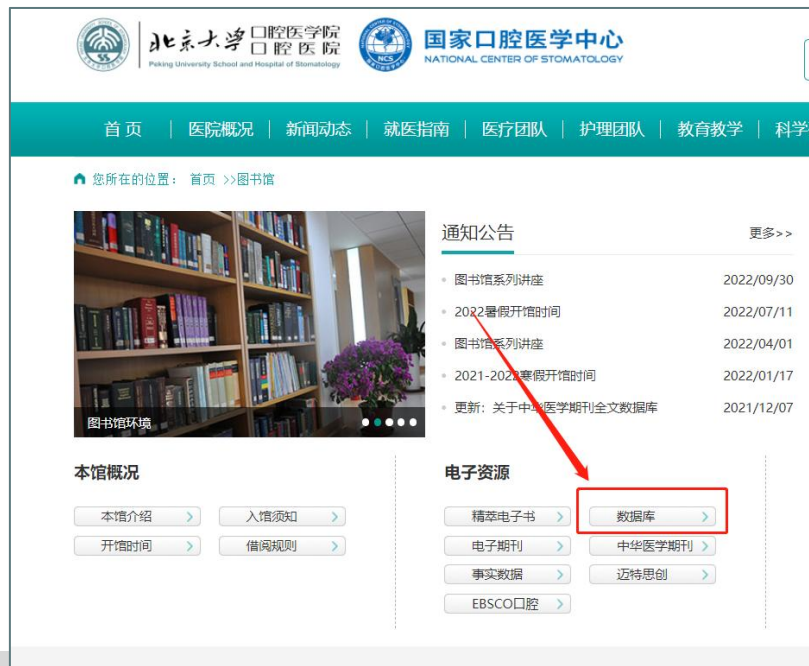 北京大学口腔医学院
口腔医院
Peking University School and Hospital of Stomatology
NCS
国家口腔医学中心
NATIONAL CENTER OF STOMATOLOGY
首页 | 医院概况 | 新闻动态 | 就医指南 | 医疗团队 | 护理团队 | 教育教学 | 科学
您所在的位置： 首页 >>图书馆
通知公告 更多>>
图书馆系列讲座 2022/09/30
2022暑假开馆时间 2022/07/11
图书馆系列讲座 2022/04/01
2021-2022寒假开馆时间 2022/01/17
更新：关于中华医学期刊全文数据库 2021/12/07
图书馆环境
本馆概况
本馆介绍 > 入馆须知 >
开馆时间 > 借阅规则 >
电子资源
精萃电子书 > 数据库 >
电子期刊 > 中华医学期刊 >
事实数据 > 迈特思创 >
EBSCO口腔 >